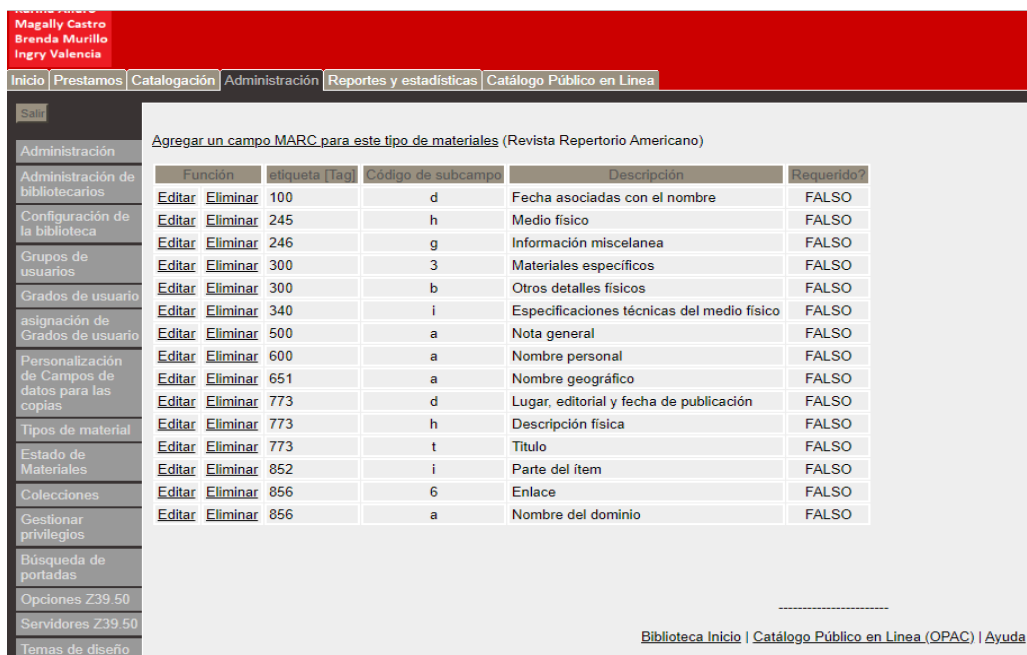 Magally Castro
Brenda Murillo
Ingry Valencia
Inicio Prestamos Catalogación Administración Reportes y estadísticas Catálogo Público en Linea
Salir
Administración
Administración de
bibliotecarios
Configuración de
la biblioteca
Grupos de
usuarios
Grados de usuario
asignación de
Grados de usuario
Personalización
de Campos de
datos para las
copias
Tipos de material
Estado de
Materiales
Colecciones
Gestionar
privilegios
Búsqueda de
portadas
Opciones Z39.50
Servidores Z39.50
Temas de diseño
Agregar un campo MARC para este tipo de materiales (Revista Repertorio Americano)
Función etiqueta [Tag] Código de subcampo Descripción Requerido?
Editar Eliminar 100 d Fecha asociadas con el nombre FALSO
Editar Eliminar 245 h Medio físico FALSO
Editar Eliminar 246 g Información miscelanea FALSO
Editar Eliminar 300 3 Materiales específicos FALSO
Editar Eliminar 300 b Otros detalles físicos FALSO
Editar Eliminar 340 i Especificaciones técnicas del medio físico FALSO
Editar Eliminar 500 a Nota general FALSO
Editar Eliminar 600 a Nombre personal FALSO
Editar Eliminar 651 a Nombre geográfico FALSO
Editar Eliminar 773 d Lugar, editorial y fecha de publicación FALSO
Editar Eliminar 773 h Descripción física FALSO
Editar Eliminar 773 t Titulo FALSO
Editar Eliminar 852 i Parte del ítem FALSO
Editar Eliminar 856 6 Enlace FALSO
Editar Eliminar 856 a Nombre del dominio FALSO
------------------------
Biblioteca Inicio | Catálogo Público en Linea (OPAC) | Ayuda